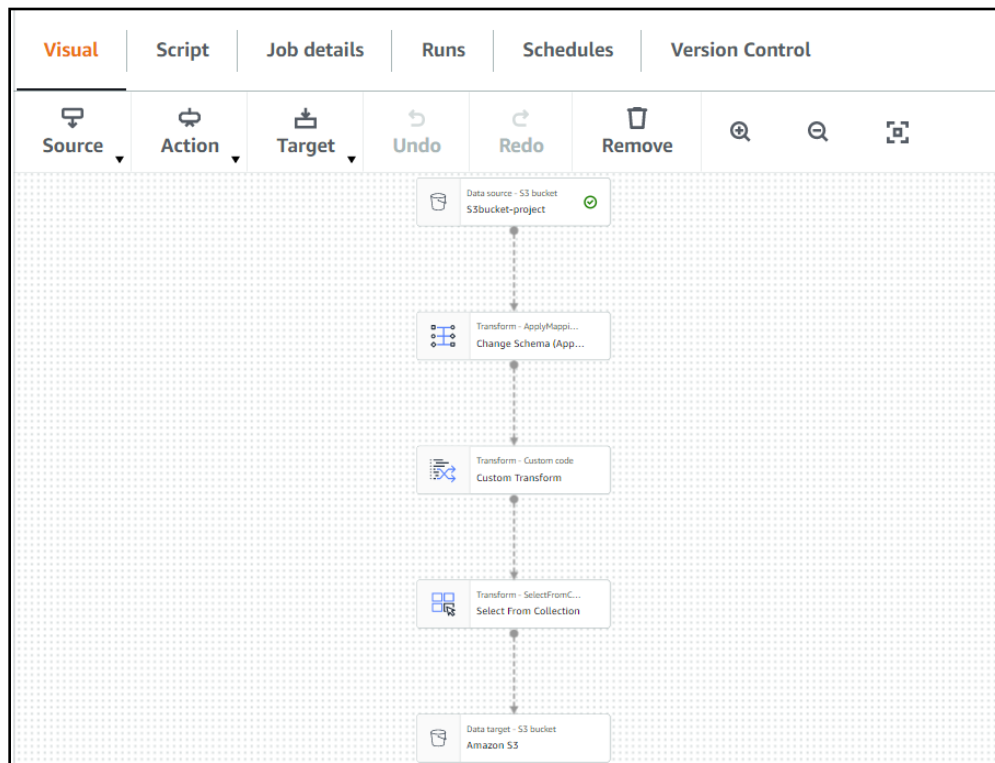 Visual Script Job details Runs Schedules Version Control
Source Action Target Undo Redo Remove
Data source - S3 bucket
S3bucket-project
Transform - ApplyMappi...
Change Schema (App...
Transform - Custom code
Custom Transform
Transform - SelectFromC...
Select From Collection
Data target - S3 bucket
Amazon S3